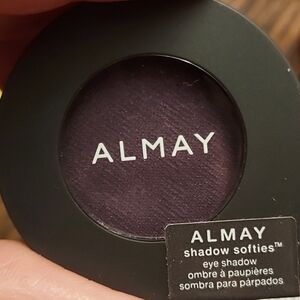 ALMAY
ALMAY
shadow softies™
eye shadow
ombre à paupières
sombra para párpados